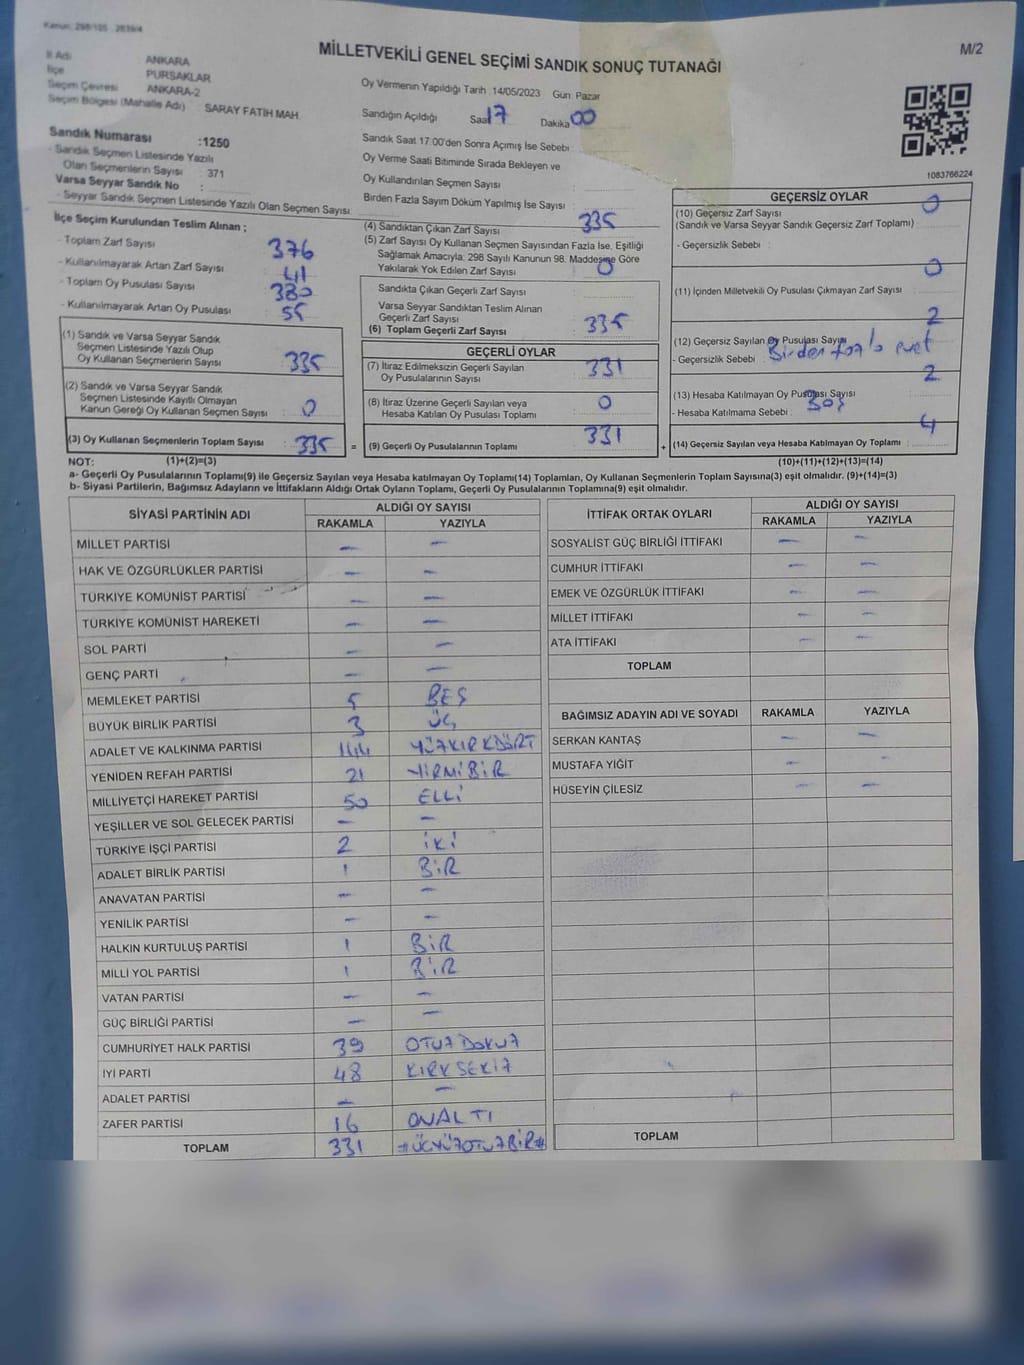 Kanun: 298/105 2839/4
M/2
MİLLETVEKİLİ GENEL SEÇİMİ SANDIK SONUÇ TUTANAĞI
İl Adı ANKARA
İlçe PURSAKLAR
Seçim Çevresi ANKARA-2
Seçim Bölgesi (Mahalle Adı) SARAY FATİH MAH.
Sandık Numarası :1250
- Sandık Seçmen Listesinde Yazılı
Olan Seçmenlerin Sayısı : 371
Varsa Seyyar Sandık No :
- Seyyar Sandık Seçmen Listesinde Yazılı Olan Seçmen Sayısı
Oy Vermenin Yapıldığı Tarih :14/05/2023 Gün: Pazar
Sandığın Açıldığı Saat 17 Dakika 00
Sandık Saat 17:00'den Sonra Açımış İse Sebebi :
Oy Verme Saati Bitiminde Sırada Bekleyen ve
Oy Kullandırılan Seçmen Sayısı :
Birden Fazla Sayım Döküm Yapılmış İse Sayısı :
1083766224
İlçe Seçim Kurulundan Teslim Alınan ;
- Toplam Zarf Sayısı 376
- Kullanılmayarak Artan Zarf Sayısı 41
- Toplam Oy Pusulası Sayısı 380
- Kullanılmayarak Artan Oy Pusulası 55
(1) Sandık ve Varsa Seyyar Sandık
Seçmen Listesinde Yazılı Olup
Oy Kullanan Seçmenlerin Sayısı : 335
(2) Sandık ve Varsa Seyyar Sandık
Seçmen Listesinde Kayıtlı Olmayan
Kanun Gereği Oy Kullanan Seçmen Sayısı : 0
(3) Oy Kullanan Seçmenlerin Toplam Sayısı : 335 =
(4) Sandıktan Çıkan Zarf Sayısı 335
(5) Zarf Sayısı Oy Kullanan Seçmen Sayısından Fazla İse, Eşitliği
Sağlamak Amacıyla; 298 Sayılı Kanunun 98. Maddesine Göre
Yakılarak Yok Edilen Zarf Sayısı : 0
Sandıkta Çıkan Geçerli Zarf Sayısı :
Varsa Seyyar Sandıktan Teslim Alınan
Geçerli Zarf Sayısı :
(6) Toplam Geçerli Zarf Sayısı : 335
GEÇERLİ OYLAR
(7) İtiraz Edilmeksizin Geçerli Sayılan
Oy Pusulalarının Sayısı : 331
(8) İtiraz Üzerine Geçerli Sayılan veya
Hesaba Katılan Oy Pusulası Toplamı : 0
(9) Geçerli Oy Pusulalarının Toplamı : 331 +
GEÇERSİZ OYLAR
(10) Geçersiz Zarf Sayısı 0
(Sandık ve Varsa Seyyar Sandık Geçersiz Zarf Toplamı) :
- Geçersizlik Sebebi :
(11) İçinden Milletvekili Oy Pusulası Çıkmayan Zarf Sayısı : 0
(12) Geçersiz Sayılan Oy Pusulası Sayısı 2
- Geçersizlik Sebebi : Birden fazla evet
(13) Hesaba Katılmayan Oy Pusulası Sayısı : 2
- Hesaba Katılmama Sebebi : Boş
(14) Geçersiz Sayılan veya Hesaba Katılmayan Oy Toplamı : 4
NOT: (1)+(2)=(3)
(10)+(11)+(12)+(13)=(14)
a- Geçerli Oy Pusulalarının Toplamı(9) ile Geçersiz Sayılan veya Hesaba katılmayan Oy Toplamı(14) Toplamları, Oy Kullanan Seçmenlerin Toplam Sayısına(3) eşit olmalıdır. (9)+(14)=(3)
b- Siyasi Partilerin, Bağımsız Adayların ve İttifakların Aldığı Ortak Oyların Toplamı, Geçerli Oy Pusulalarının Toplamına(9) eşit olmalıdır.
SİYASİ PARTİNİN ADI ALDIĞI OY SAYISI
RAKAMLA YAZIYLA
MİLLET PARTİSİ – –
HAK VE ÖZGÜRLÜKLER PARTİSİ – –
TÜRKİYE KOMÜNİST PARTİSİ – –
TÜRKİYE KOMÜNİST HAREKETİ – –
SOL PARTİ – –
GENÇ PARTİ – –
MEMLEKET PARTİSİ 5 BEŞ
BÜYÜK BİRLİK PARTİSİ 3 ÜÇ
ADALET VE KALKINMA PARTİSİ 144 YÜZKIRKDÖRT
YENİDEN REFAH PARTİSİ 21 YİRMİBİR
MİLLİYETÇİ HAREKET PARTİSİ 50 ELLİ
YEŞİLLER VE SOL GELECEK PARTİSİ – –
TÜRKİYE İŞÇİ PARTİSİ 2 İKİ
ADALET BİRLİK PARTİSİ 1 BİR
ANAVATAN PARTİSİ – –
YENİLİK PARTİSİ – –
HALKIN KURTULUŞ PARTİSİ 1 BİR
MİLLİ YOL PARTİSİ 1 BİR
VATAN PARTİSİ – –
GÜÇ BİRLİĞİ PARTİSİ – –
CUMHURİYET HALK PARTİSİ 39 OTUZDOKUZ
İYİ PARTİ 48 KIRKSEKİZ
ADALET PARTİSİ – –
ZAFER PARTİSİ 16 ONALTI
TOPLAM 331 #ÜÇYÜZOTUZBİR#
İTTİFAK ORTAK OYLARI ALDIĞI OY SAYISI
RAKAMLA YAZIYLA
SOSYALİST GÜÇ BİRLİĞİ İTTİFAKI – –
CUMHUR İTTİFAKI – –
EMEK VE ÖZGÜRLÜK İTTİFAKI – –
MİLLET İTTİFAKI – –
ATA İTTİFAKI – –
TOPLAM
BAĞIMSIZ ADAYIN ADI VE SOYADI RAKAMLA YAZIYLA
SERKAN KANTAŞ – –
MUSTAFA YİĞİT – –
HÜSEYİN ÇİLESİZ – –
TOPLAM